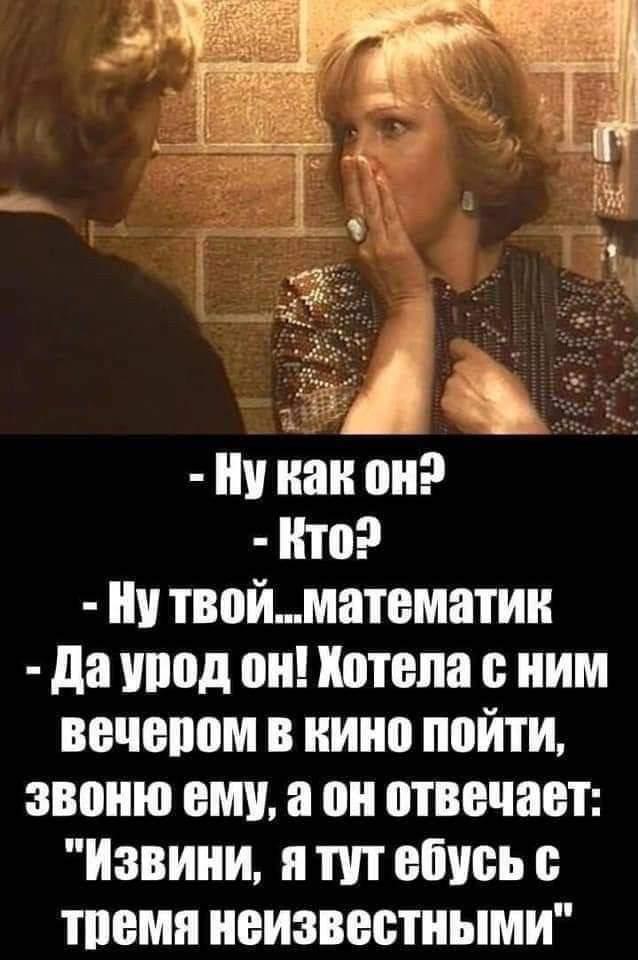 - Ну как он?
- Кто?
- Ну твой...математик
- Да урод он! Хотела с ним
вечером в кино пойти,
звоню ему, а он отвечает:
"Извини, я тут ебусь с
тремя неизвестными"